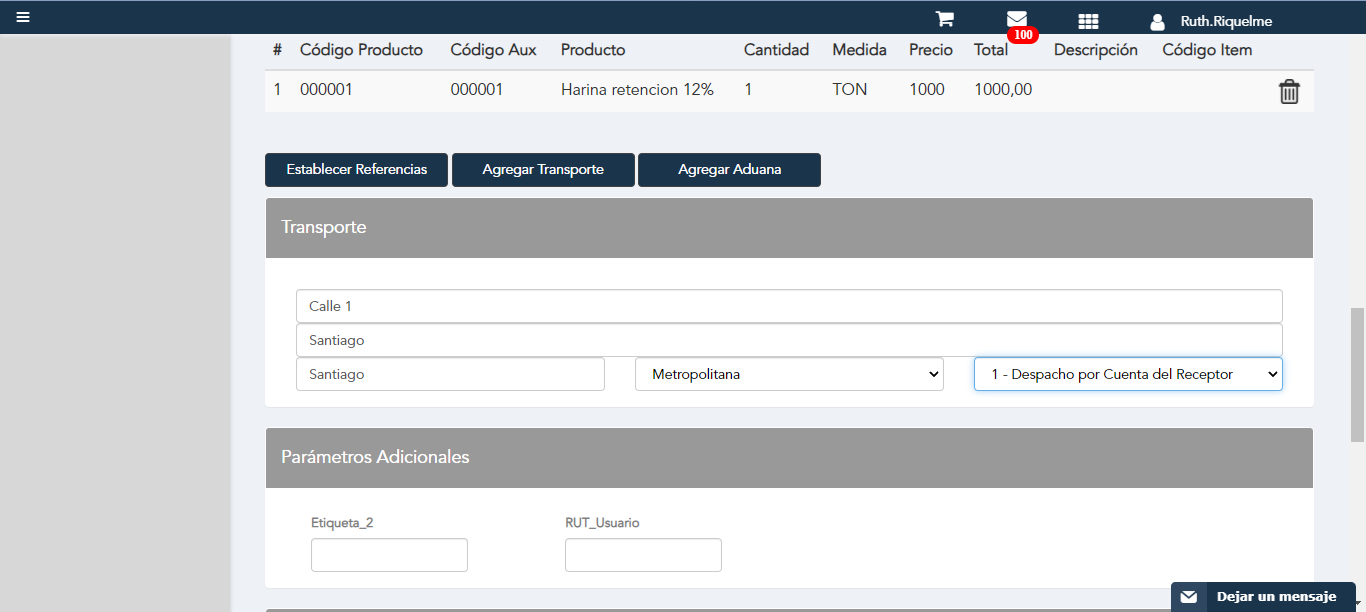 Ruth.Riquelme
100
# Código Producto Código Aux Producto Cantidad Medida Precio Total Descripción Código Item
1 000001 000001 Harina retencion 12% 1 TON 1000 1000,00
Establecer Referencias Agregar Transporte Agregar Aduana
Transporte
Calle 1
Santiago
Santiago Metropolitana 1 - Despacho por Cuenta del Receptor
Parámetros Adicionales
Etiqueta_2 RUT_Usuario
Dejar un mensaje